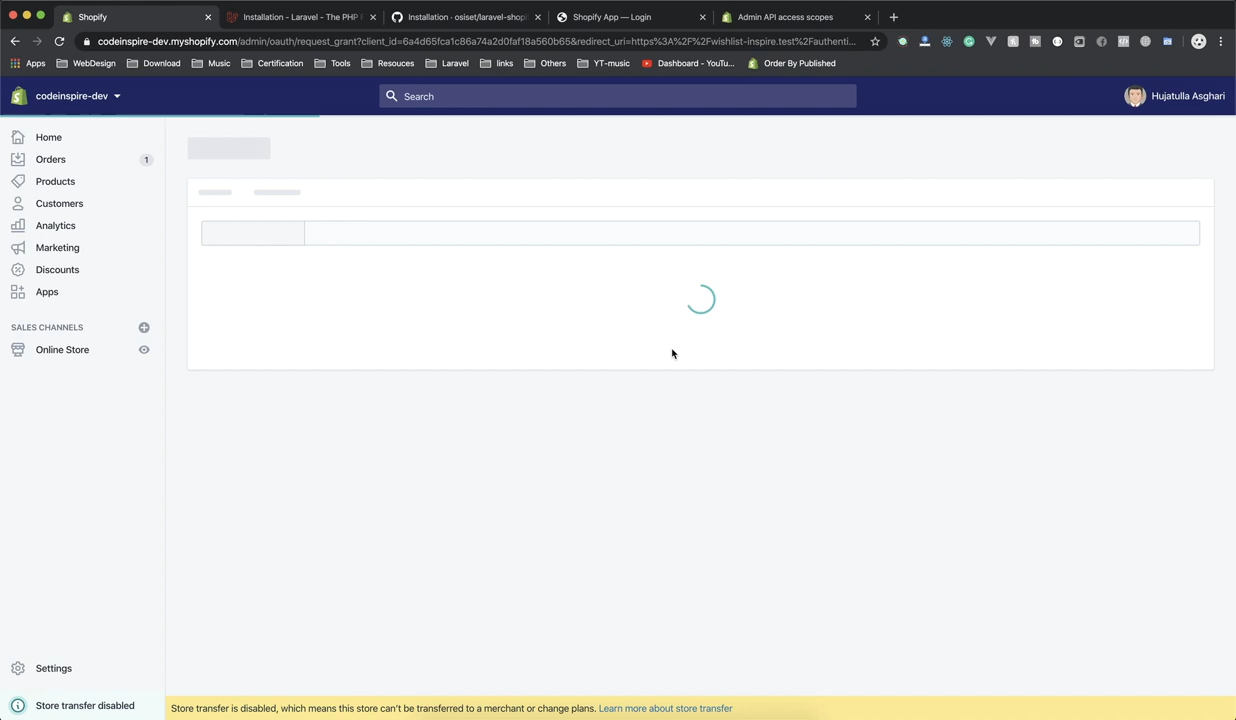 Shopify
Installation - Laravel - The PHP
Installation · osiset/laravel-shopi
Shopify App — Login
Admin API access scopes
codeinspire-dev.myshopify.com/admin/oauth/request_grant?client_id=6a4d65fca1c86a74a2d0faf18a560b65&redirect_uri=https%3A%2F%2Fwishlist-inspire.test%2Fauthenti...
Apps
WebDesign
Download
Music
Certification
Tools
Resouces
Laravel
links
Others
YT-music
Dashboard - YouTu...
Order By Published
codeinspire-dev
Search
Hujatulla Asghari
Home
Orders
1
Products
Customers
Analytics
Marketing
Discounts
Apps
SALES CHANNELS
Online Store
Settings
Store transfer disabled
Store transfer is disabled, which means this store can't be transferred to a merchant or change plans. Learn more about store transfer